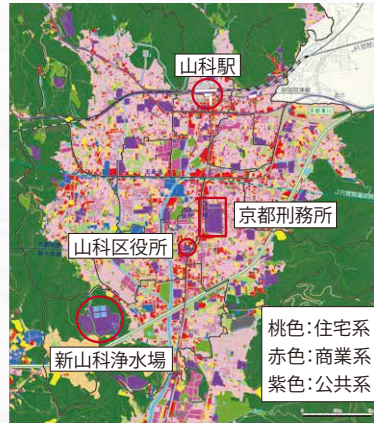 山科駅
京都刑務所
山科区役所
新山科浄水場
桃色：住宅系
赤色：商業系
紫色：公共系